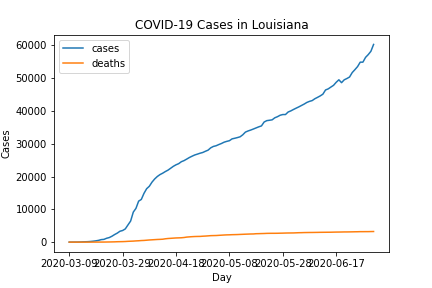 COVID-19 Cases in Louisiana
cases
deaths
60000
50000
40000
30000
20000
10000
0
Cases
2020-03-09 2020-03-29 2020-04-18 2020-05-08 2020-05-28 2020-06-17
Day